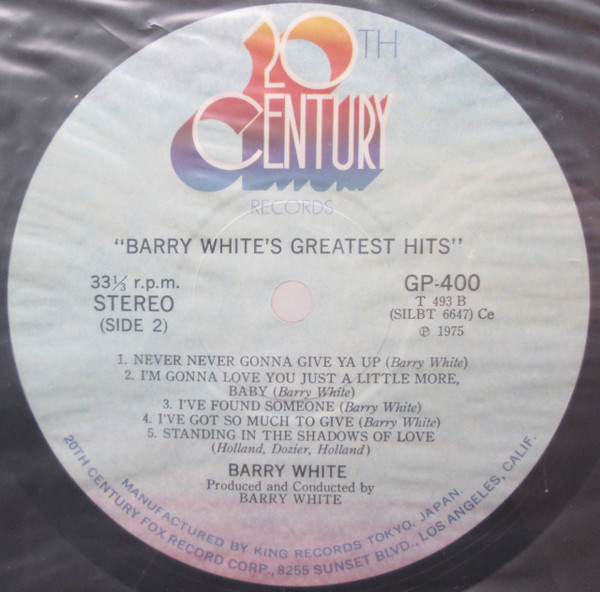 20TH
CENTURY
RECORDS
"BARRY WHITE'S GREATEST HITS"
33⅓ r.p.m.
STEREO
(SIDE 2)
GP-400
T 493 B
(SILBT 6647) Ce
℗ 1975
1. NEVER NEVER GONNA GIVE YA UP (Barry White)
2. I'M GONNA LOVE YOU JUST A LITTLE MORE,
BABY (Barry White)
3. I'VE FOUND SOMEONE (Barry White)
4. I'VE GOT SO MUCH TO GIVE (Barry White)
5. STANDING IN THE SHADOWS OF LOVE
(Holland, Dozier, Holland)
BARRY WHITE
Produced and Conducted by
BARRY WHITE
MANUFACTURED BY KING RECORDS TOKYO, JAPAN.
20TH CENTURY FOX RECORD CORP., 8255 SUNSET BLVD., LOS ANGELES, CALIF.